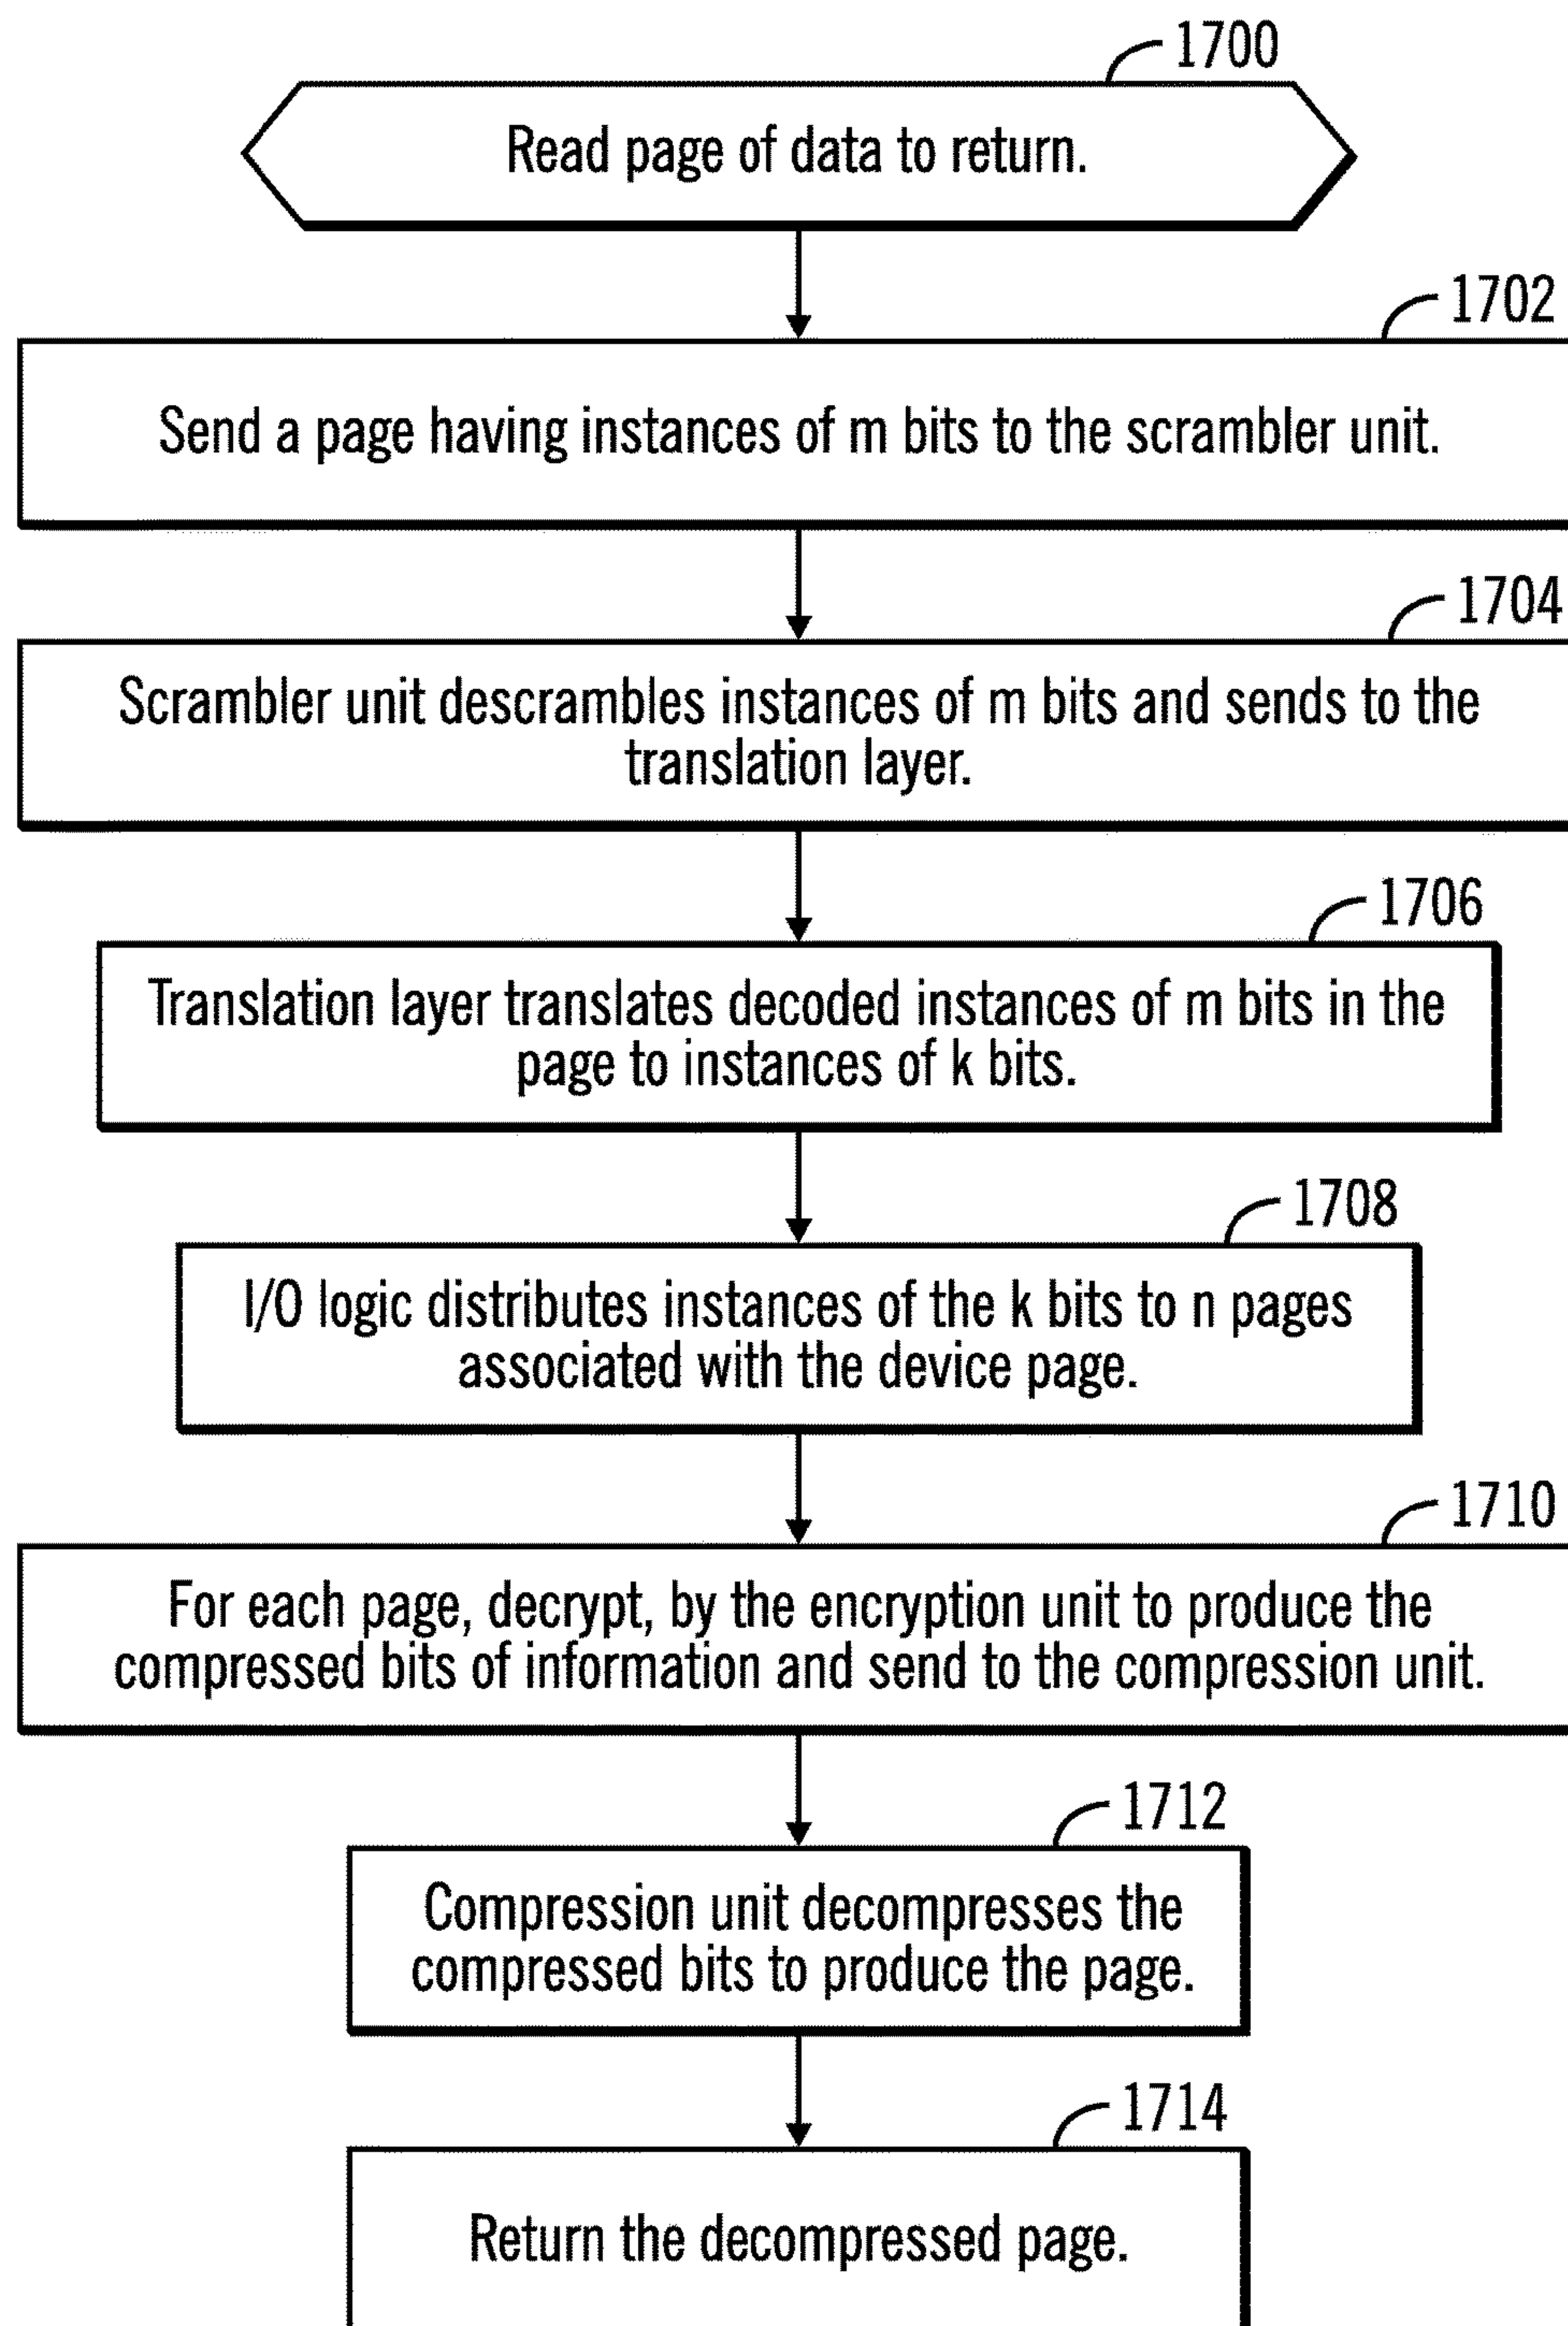 1700
Read page of data to return.
1702
Send a page having instances of m bits to the scrambler unit.
1704
Scrambler unit descrambles instances of m bits and sends to the
translation layer.
1706
Translation layer translates decoded instances of m bits in the
page to instances of k bits.
1708
I/O logic distributes instances of the k bits to n pages
associated with the device page.
1710
For each page, decrypt, by the encryption unit to produce the
compressed bits of information and send to the compression unit.
1712
Compression unit decompresses the
compressed bits to produce the page.
1714
Return the decompressed page.